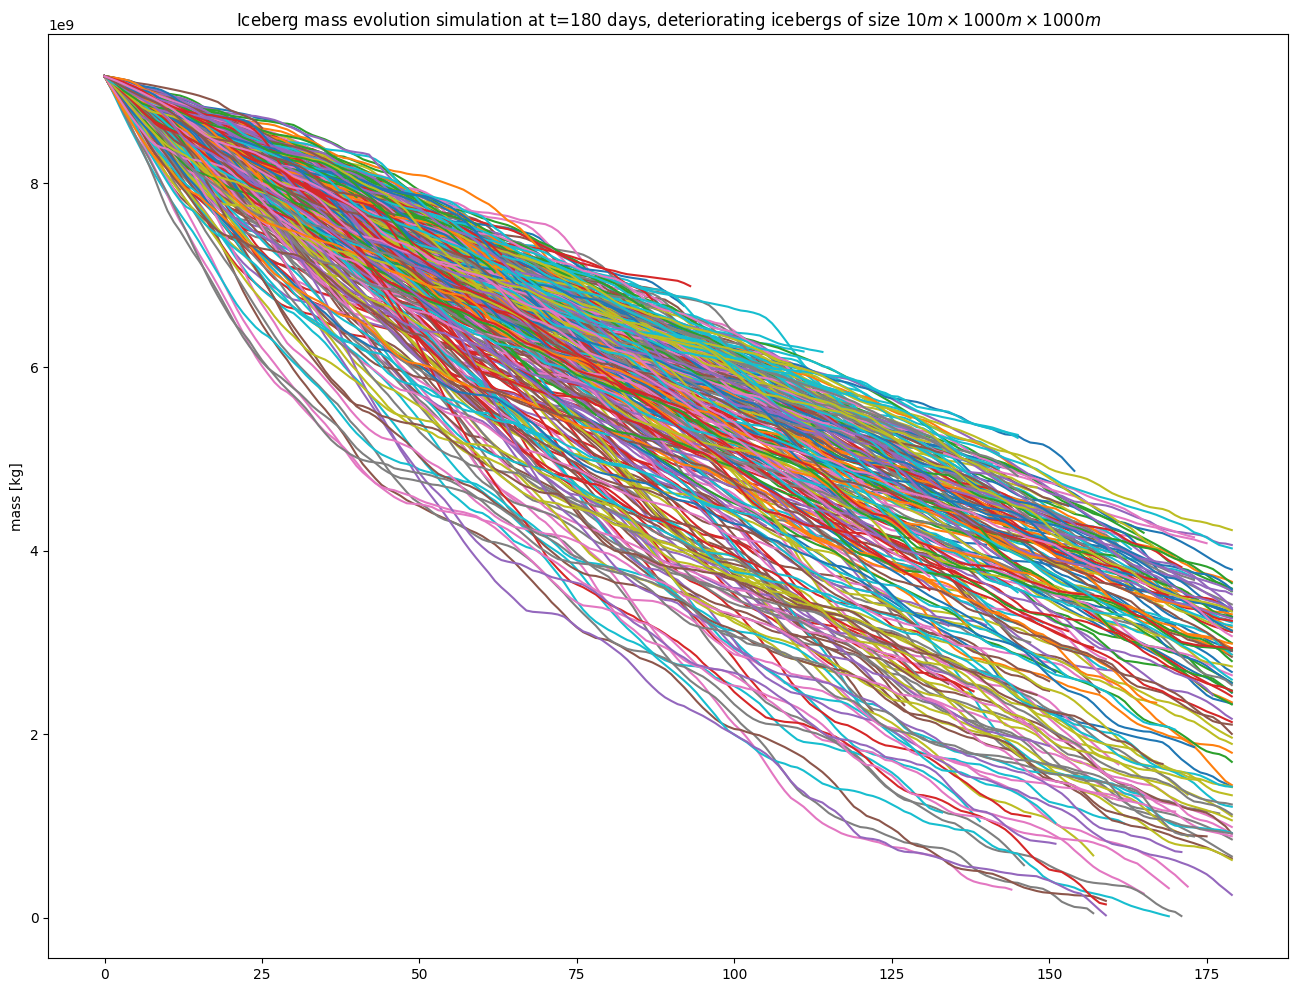 Iceberg mass evolution simulation at t=180 days, deteriorating icebergs of size 10m × 1000m × 1000m
1e9
8
6
4
2
0
mass [kg]
0 25 50 75 100 125 150 175